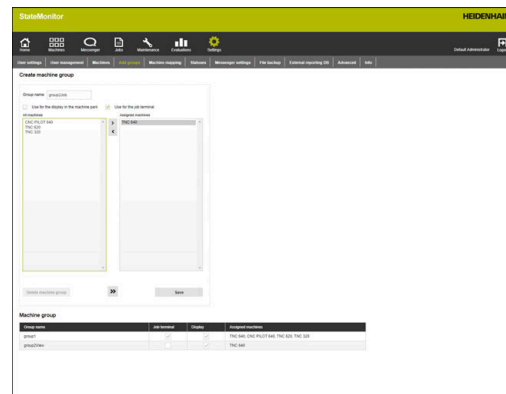 StateMonitor
HEIDENHAIN
Home Machines Messenger Jobs Maintenance Evaluations Settings Default Administrator
User settings User management Machines Edit groups Machine mapping Statuses Messenger settings File backup External reporting DB Advanced Info
Create machine group
Group name group2Job
Use for the display in the machine park Use for the job terminal
All machines Assigned machines
CNC PILOT 640 TNC 640
TNC 620
TNC 320
Delete machine group Save
Machine group
Group name Job terminal Display Assigned machines
group1 TNC 640, CNC PILOT 640, TNC 620, TNC 320
group2View TNC 640